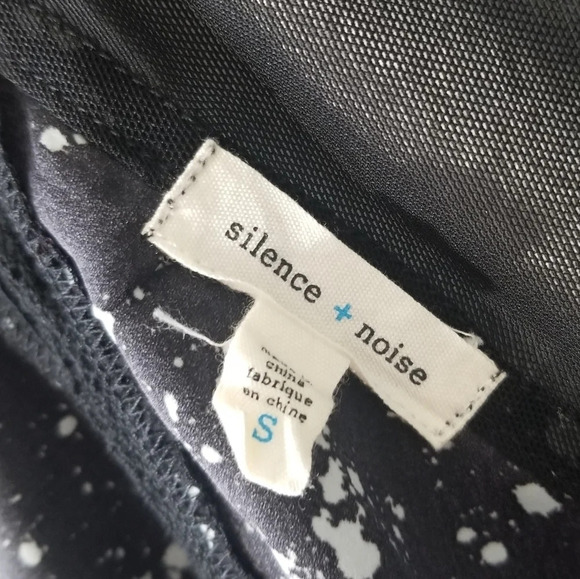 silence + noise
china
fabrique
en chine
S